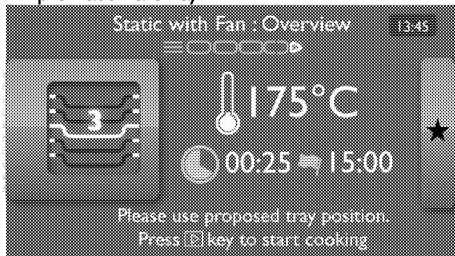 Static with Fan : Overview
13:45
3
175°C
00:25 15:00
Please use proposed tray position.
Press key to start cooking